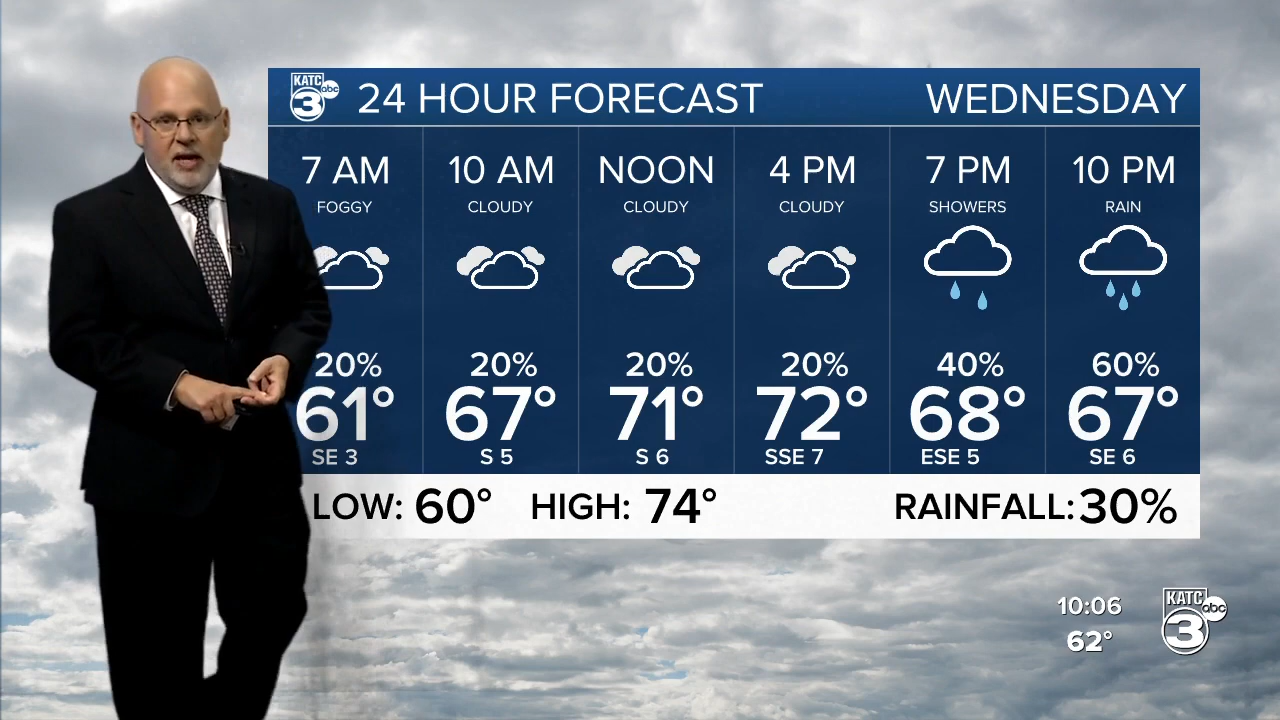 KATC abc 3 24 HOUR FORECAST WEDNESDAY
7 AM 10 AM NOON 4 PM 7 PM 10 PM
FOGGY CLOUDY CLOUDY CLOUDY SHOWERS RAIN
20% 20% 20% 20% 40% 60%
61° 67° 71° 72° 68° 67°
SE 3 S 5 S 6 SSE 7 ESE 5 SE 6
LOW: 60° HIGH: 74° RAINFALL: 30%
10:06
62°
KATC abc 3